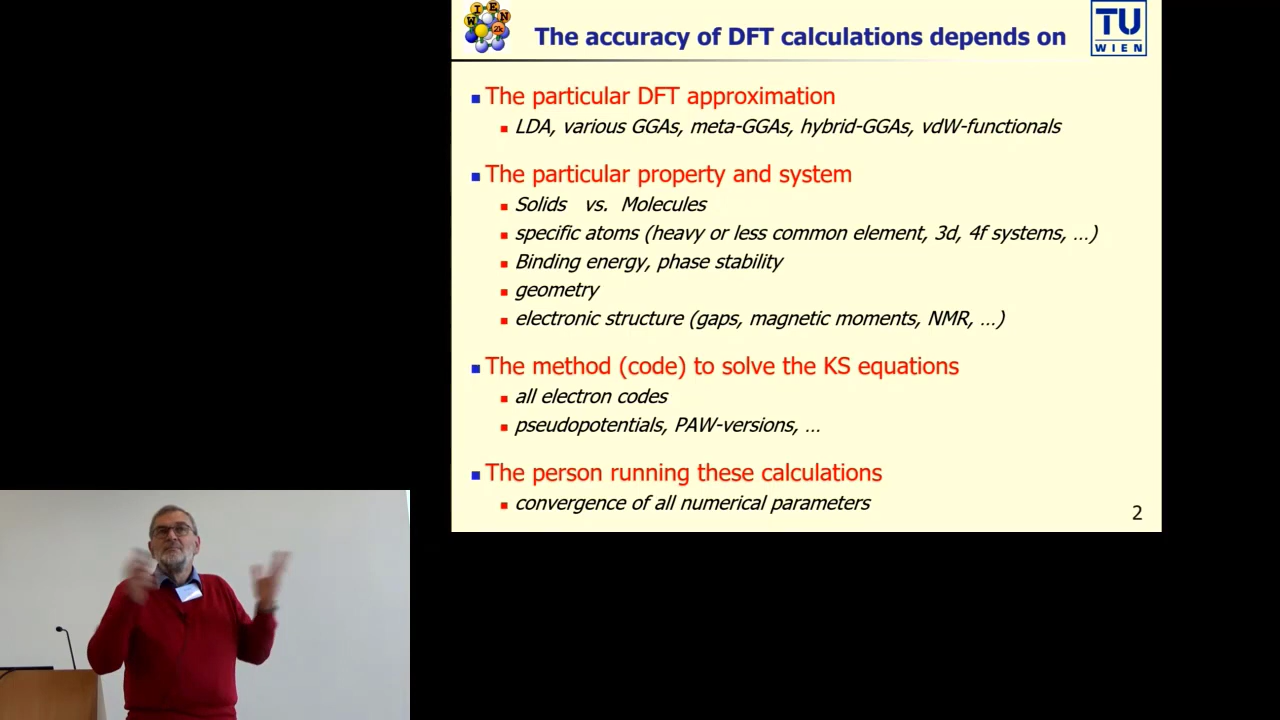 WIEN
2k
The accuracy of DFT calculations depends on
TU
WIEN
The particular DFT approximation
LDA, various GGAs, meta-GGAs, hybrid-GGAs, vdW-functionals
The particular property and system
Solids vs. Molecules
specific atoms (heavy or less common element, 3d, 4f systems, …)
Binding energy, phase stability
geometry
electronic structure (gaps, magnetic moments, NMR, …)
The method (code) to solve the KS equations
all electron codes
pseudopotentials, PAW-versions, …
The person running these calculations
convergence of all numerical parameters
2